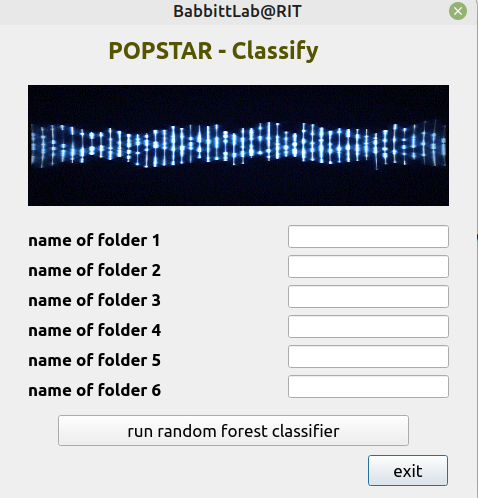 BabbittLab@RIT
POPSTAR - Classify
name of folder 1
name of folder 2
name of folder 3
name of folder 4
name of folder 5
name of folder 6
run random forest classifier
exit